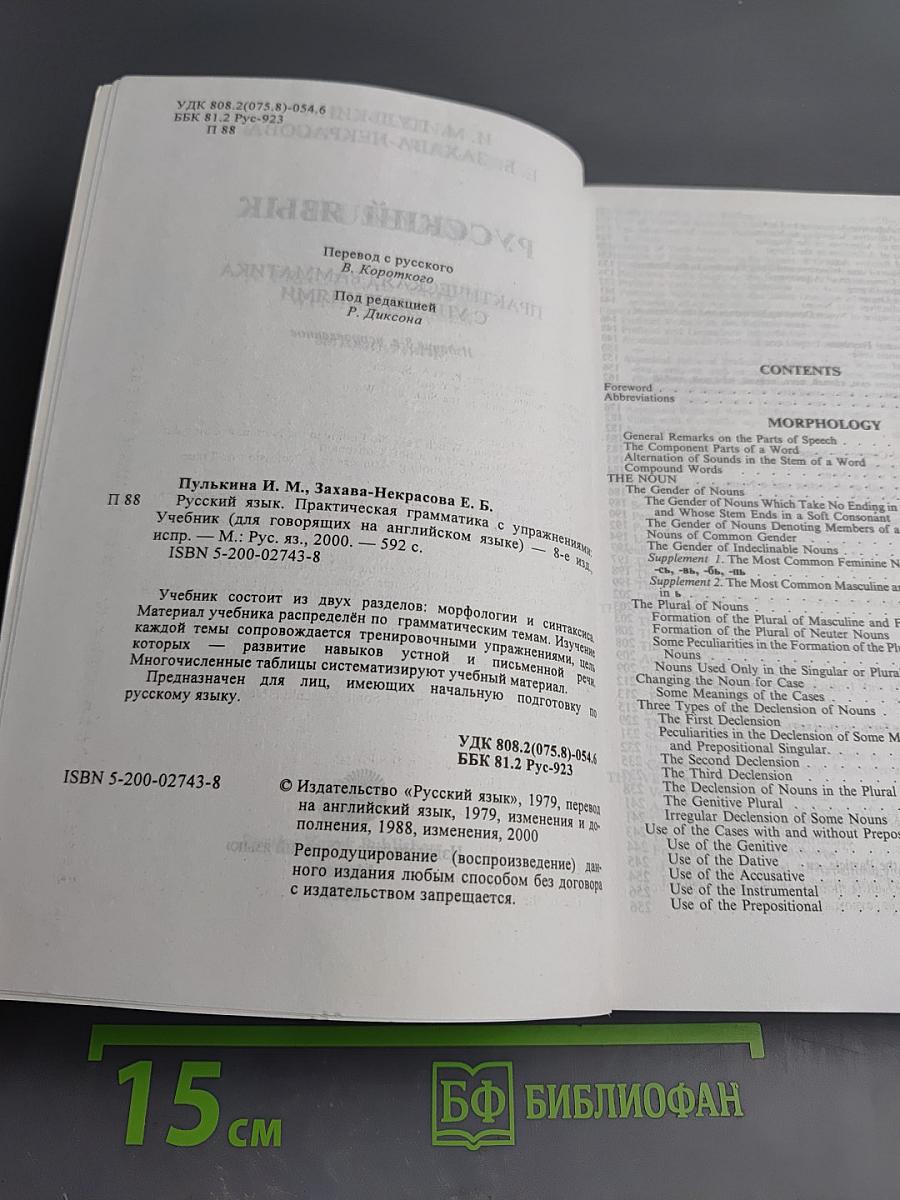 УДК 808.2(075.8)-054.6
ББК 81.2 Рус-923
П 88
Перевод с русского
В. Короткого
Под редакцией
Р. Диксона
Пулькина И. М., Захава-Некрасова Е. Б.
П 88 Русский язык. Практическая грамматика с упражнениями:
Учебник (для говорящих на английском языке) — 8-е изд.,
испр. — М.: Рус. яз., 2000. — 592 с.
ISBN 5-200-02743-8
Учебник состоит из двух разделов: морфологии и синтаксиса.
Материал учебника распределён по грамматическим темам. Изучение
каждой темы сопровождается тренировочными упражнениями, цель
которых — развитие навыков устной и письменной речи.
Многочисленные таблицы систематизируют учебный материал.
Предназначен для лиц, имеющих начальную подготовку по
русскому языку.
УДК 808.2(075.8)-054.6
ББК 81.2 Рус-923
ISBN 5-200-02743-8
© Издательство «Русский язык», 1979, перевод
на английский язык, 1979, изменения и до-
полнения, 1988, изменения, 2000
Репродуцирование (воспроизведение) дан-
ного издания любым способом без договора
с издательством запрещается.
CONTENTS
Foreword
Abbreviations
MORPHOLOGY
General Remarks on the Parts of Speech
The Component Parts of a Word
Alternation of Sounds in the Stem of a Word
Compound Words
THE NOUN
The Gender of Nouns
The Gender of Nouns Which Take No Ending in
and Whose Stem Ends in a Soft Consonant
The Gender of Nouns Denoting Members of a
Nouns of Common Gender
The Gender of Indeclinable Nouns
Supplement 1. The Most Common Feminine N
-сь, -вь, -бь, -пь
Supplement 2. The Most Common Masculine a
in ь
The Plural of Nouns
Formation of the Plural of Masculine and F
Formation of the Plural of Neuter Nouns
Some Peculiarities in the Formation of the Plu
Nouns
Nouns Used Only in the Singular or Plural
Changing the Noun for Case
Some Meanings of the Cases
Three Types of the Declension of Nouns
The First Declension
Peculiarities in the Declension of Some M
and Prepositional Singular.
The Second Declension
The Third Declension
The Declension of Nouns in the Plural
The Genitive Plural
Irregular Declension of Some Nouns
Use of the Cases with and without Prepos
Use of the Genitive
Use of the Dative
Use of the Accusative
Use of the Instrumental
Use of the Prepositional
15 см
БФ БИБЛИОФАН